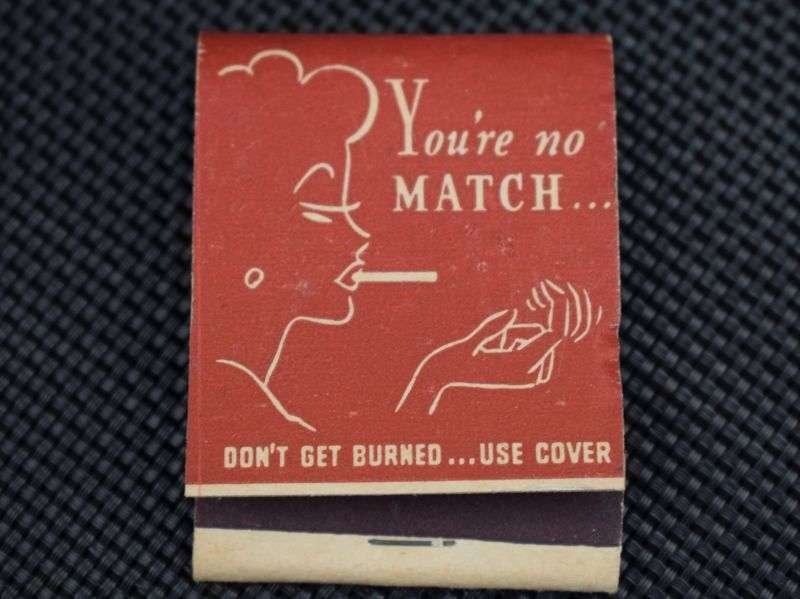 You're no
MATCH...
DON'T GET BURNED...USE COVER